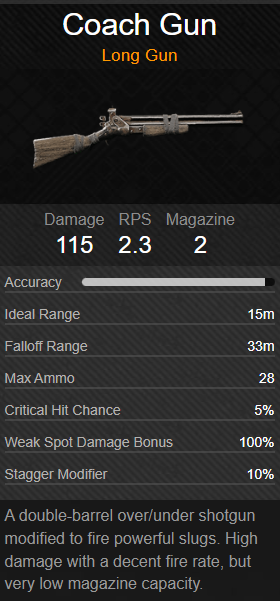 Coach Gun
Long Gun
Damage RPS Magazine
115 2.3 2
Accuracy
Ideal Range 15m
Falloff Range 33m
Max Ammo 28
Critical Hit Chance 5%
Weak Spot Damage Bonus 100%
Stagger Modifier 10%
A double-barrel over/under shotgun
modified to fire powerful slugs. High
damage with a decent fire rate, but
very low magazine capacity.